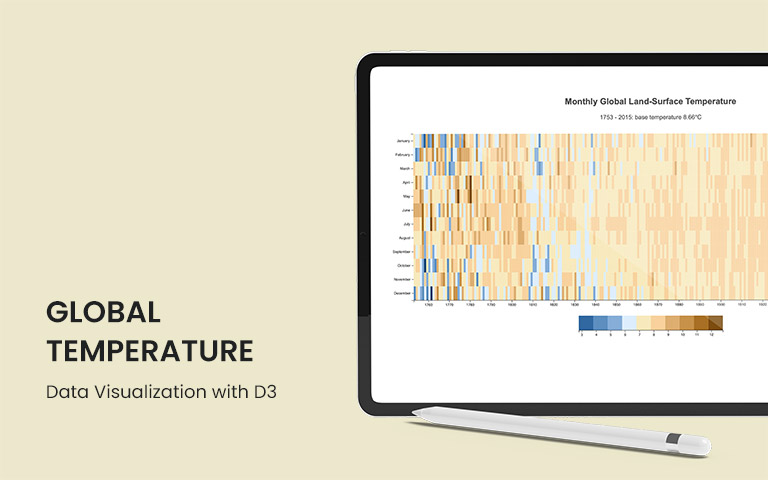 GLOBAL
TEMPERATURE
Data Visualization with D3
Monthly Global Land-Surface Temperature
1753 - 2015: base temperature 8.66°C
January
February
March
April
May
June
July
August
September
October
November
December
1760 1770 1780 1790 1800 1810 1820 1830 1840 1850 1860 1870 1880 1890 1900 1910 1920
3 4 5 6 7 8 9 10 11 12